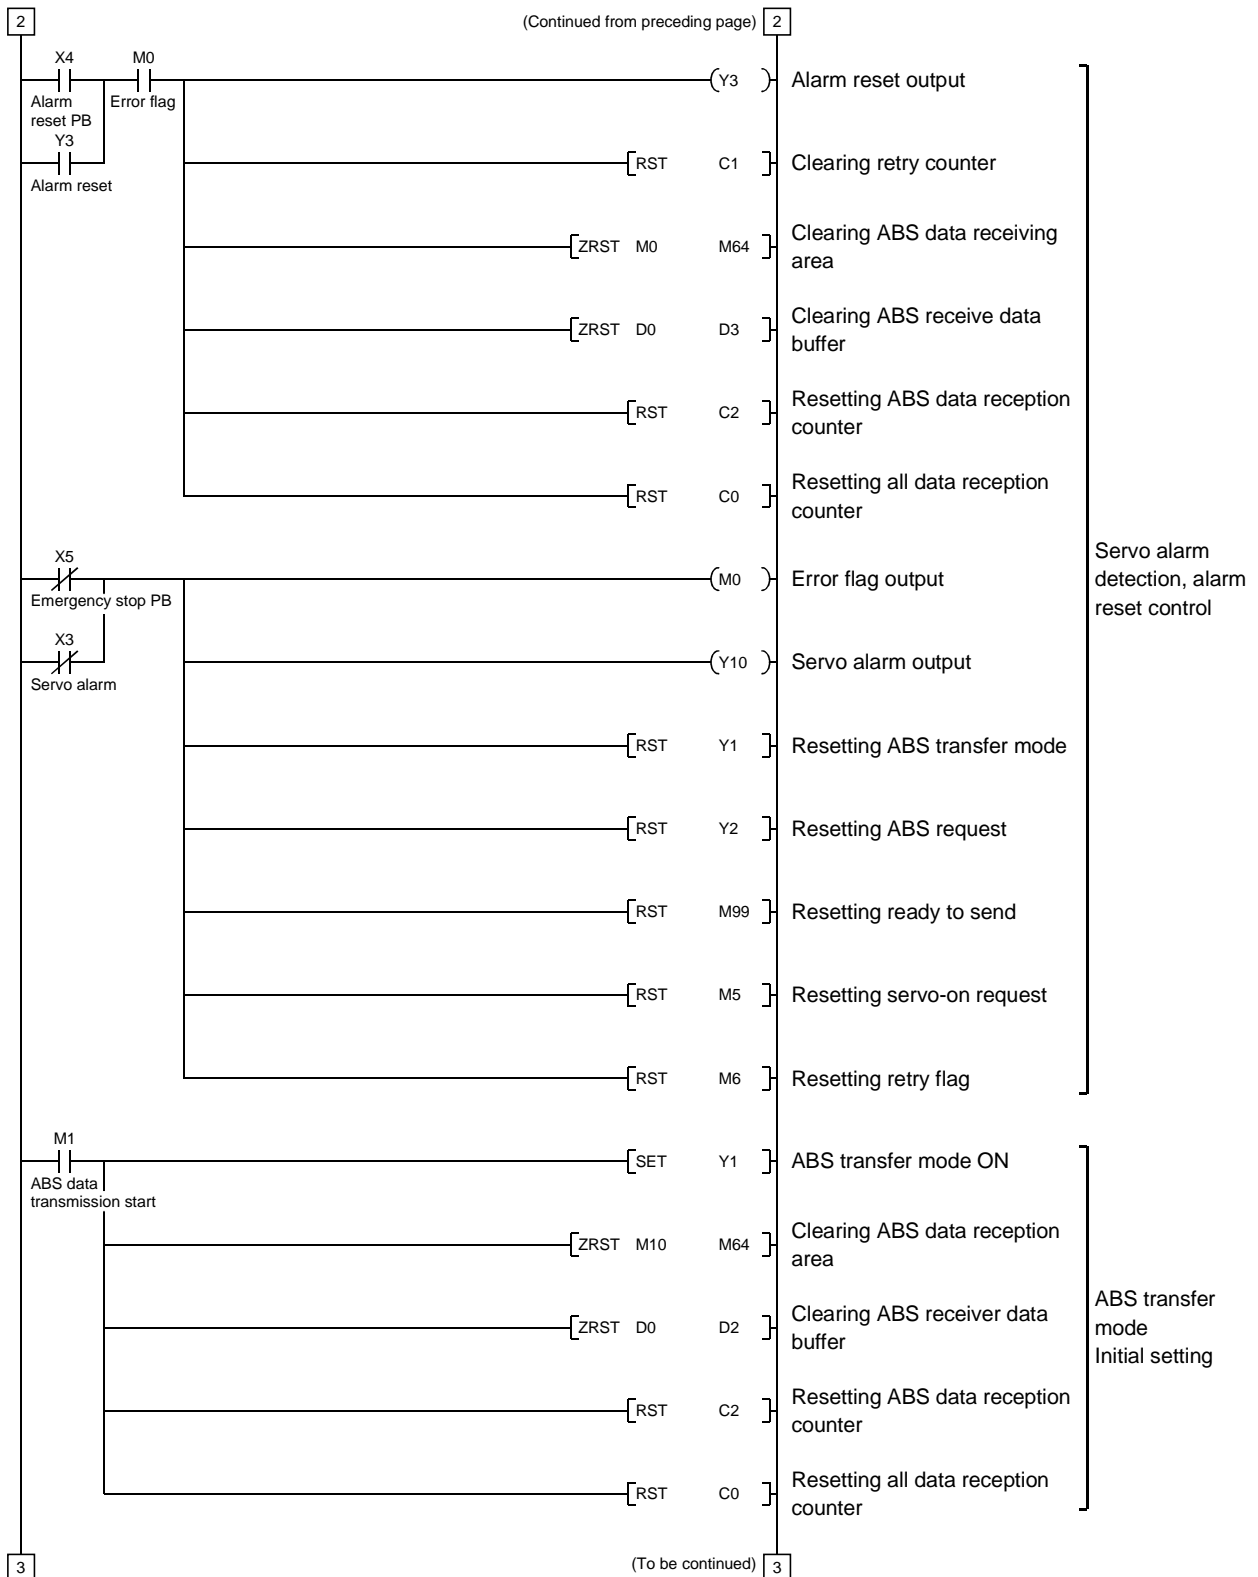 2 (Continued from preceding page) 2
X4 M0
Y3 Alarm reset output
Alarm reset PB
Error flag
Y3
Alarm reset
RST C1 Clearing retry counter
ZRST M0 M64 Clearing ABS data receiving
area
ZRST D0 D3 Clearing ABS receive data
buffer
RST C2 Resetting ABS data reception
counter
RST C0 Resetting all data reception
counter
X5
M0 Error flag output
Emergency stop PB
X3
Servo alarm
Y10 Servo alarm output
RST Y1 Resetting ABS transfer mode
RST Y2 Resetting ABS request
RST M99 Resetting ready to send
RST M5 Resetting servo-on request
RST M6 Resetting retry flag
Servo alarm
detection, alarm
reset control
M1
SET Y1 ABS transfer mode ON
ABS data
transmission start
ZRST M10 M64 Clearing ABS data reception
area
ZRST D0 D2 Clearing ABS receiver data
buffer
RST C2 Resetting ABS data reception
counter
RST C0 Resetting all data reception
counter
ABS transfer
mode
Initial setting
3 (To be continued) 3